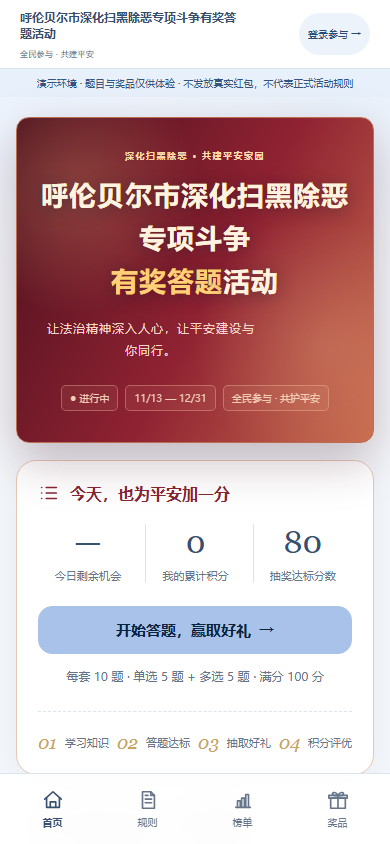 呼伦贝尔市深化扫黑除恶专项斗争有奖答
题活动
全民参与 · 共建平安
登录参与 →
演示环境 · 题目与奖品仅供体验 · 不发放真实红包，不代表正式活动规则
深化扫黑除恶 • 共建平安家园
呼伦贝尔市深化扫黑除恶
专项斗争
有奖答题活动
让法治精神深入人心，让平安建设与
你同行。
进行中
11/13 — 12/31
全民参与 · 共护平安
今天，也为平安加一分
— 0 80
今日剩余机会 我的累计积分 抽奖达标分数
开始答题，赢取好礼 →
每套 10 题 · 单选 5 题 + 多选 5 题 · 满分 100 分
01 学习知识 02 答题达标 03 抽取好礼 04 积分评优
首页 规则 榜单 奖品